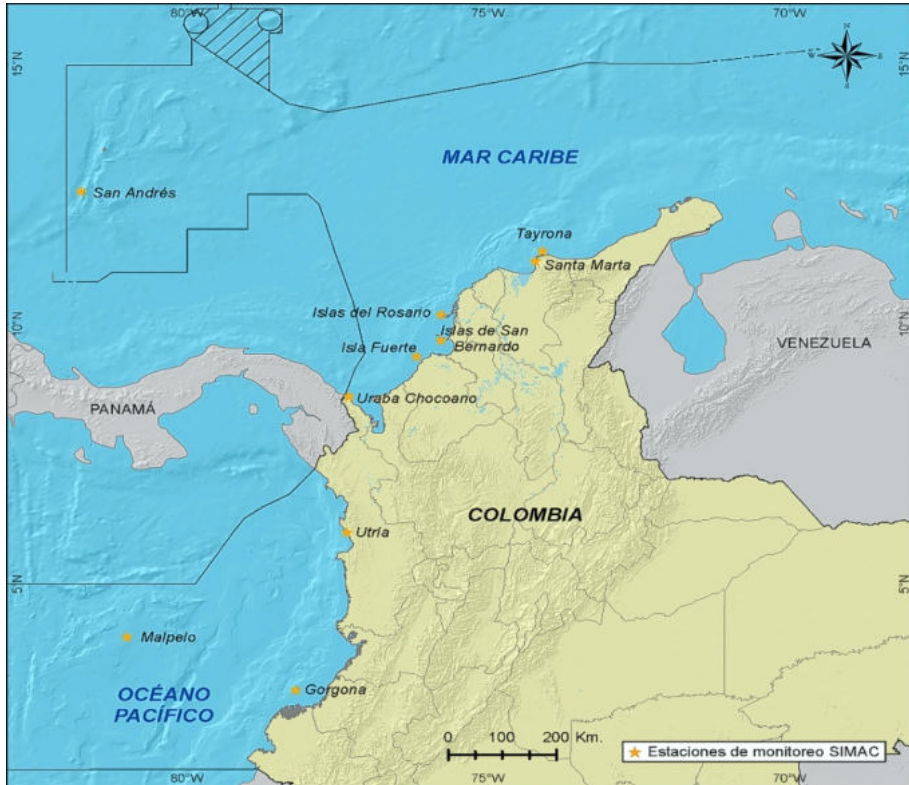 80°W 75°W 70°W
N
W E
15°N 15°N
MAR CARIBE
San Andrés
Tayrona
Santa Marta
Islas del Rosario
10°N 10°N
Islas de San
Bernardo
Isla Fuerte
VENEZUELA
Uraba Chocoano
PANAMÁ
COLOMBIA
Utría
5°N 5°N
Malpelo
Gorgona
OCÉANO
PACÍFICO
0 100 200 Km.
Estaciones de monitoreo SIMAC
80°W 75°W 70°W